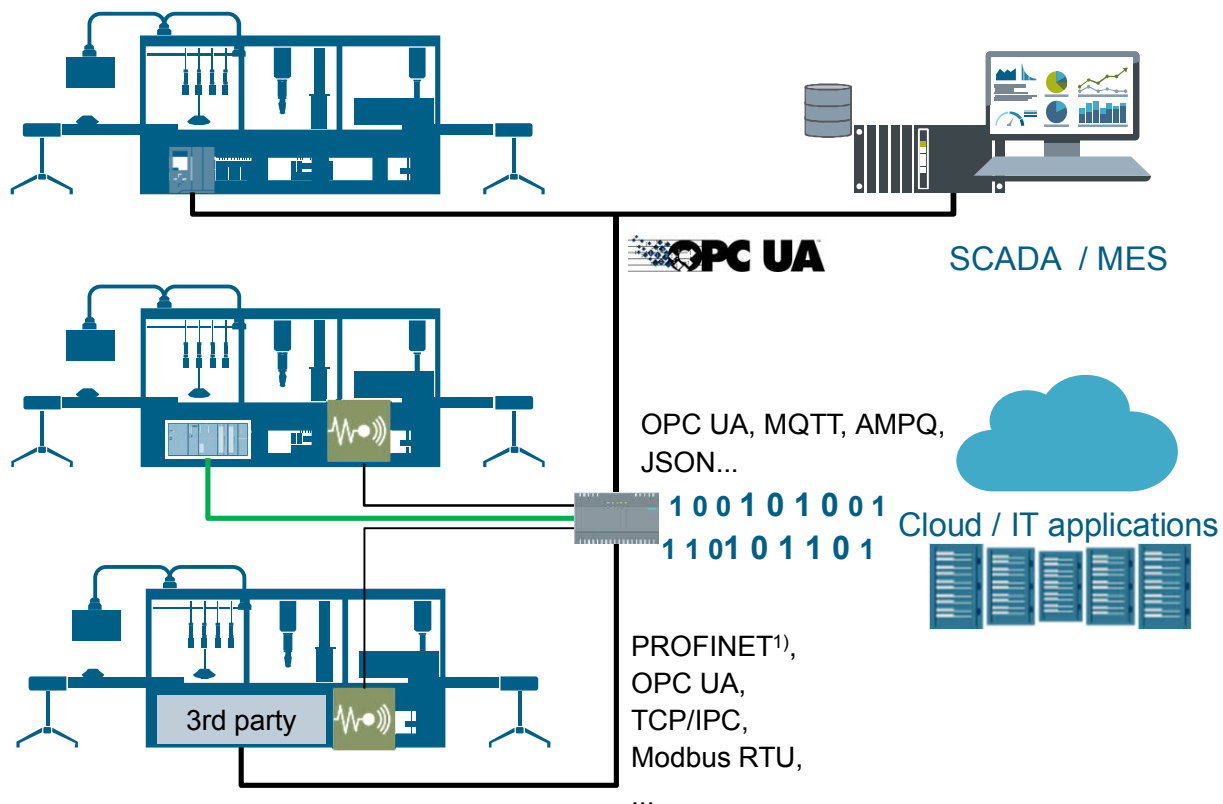 OPC UA
SCADA / MES
OPC UA, MQTT, AMPQ,
JSON...
1 0 0 1 0 1 0 0 1
1 1 0 1 0 1 1 0 1
Cloud / IT applications
PROFINET¹⁾,
OPC UA,
TCP/IPC,
Modbus RTU,
...
3rd party